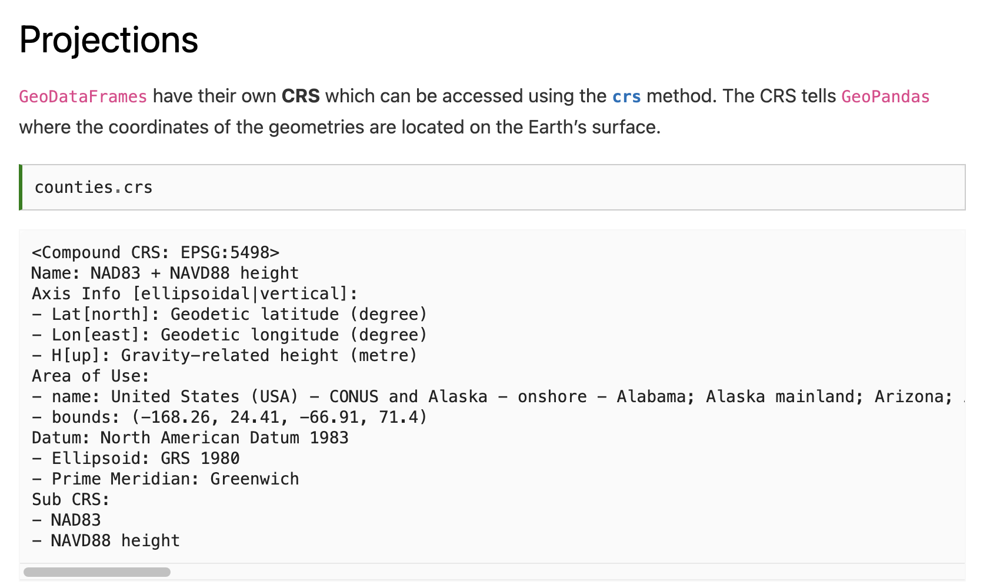 Projections
GeoDataFrames have their own CRS which can be accessed using the crs method. The CRS tells GeoPandas
where the coordinates of the geometries are located on the Earth’s surface.
counties.crs
<Compound CRS: EPSG:5498>
Name: NAD83 + NAVD88 height
Axis Info [ellipsoidal|vertical]:
- Lat[north]: Geodetic latitude (degree)
- Lon[east]: Geodetic longitude (degree)
- H[up]: Gravity-related height (metre)
Area of Use:
- name: United States (USA) - CONUS and Alaska - onshore - Alabama; Alaska mainland; Arizona;
- bounds: (-168.26, 24.41, -66.91, 71.4)
Datum: North American Datum 1983
- Ellipsoid: GRS 1980
- Prime Meridian: Greenwich
Sub CRS:
- NAD83
- NAVD88 height